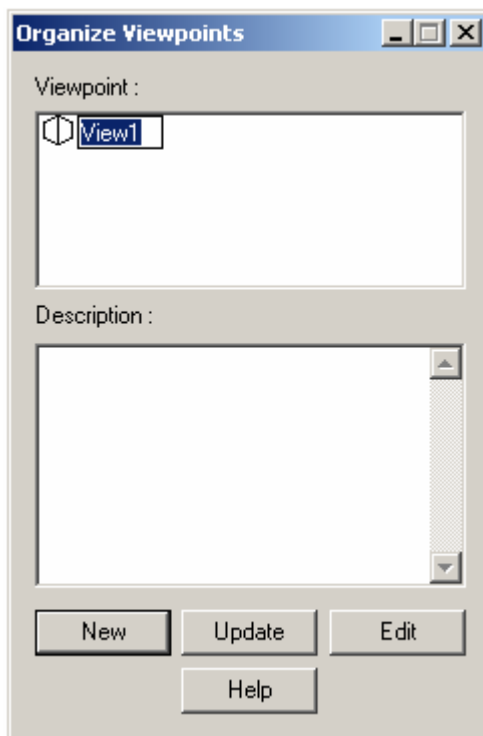 Organize Viewpoints
Viewpoint :
View1
Description :
New Update Edit
Help